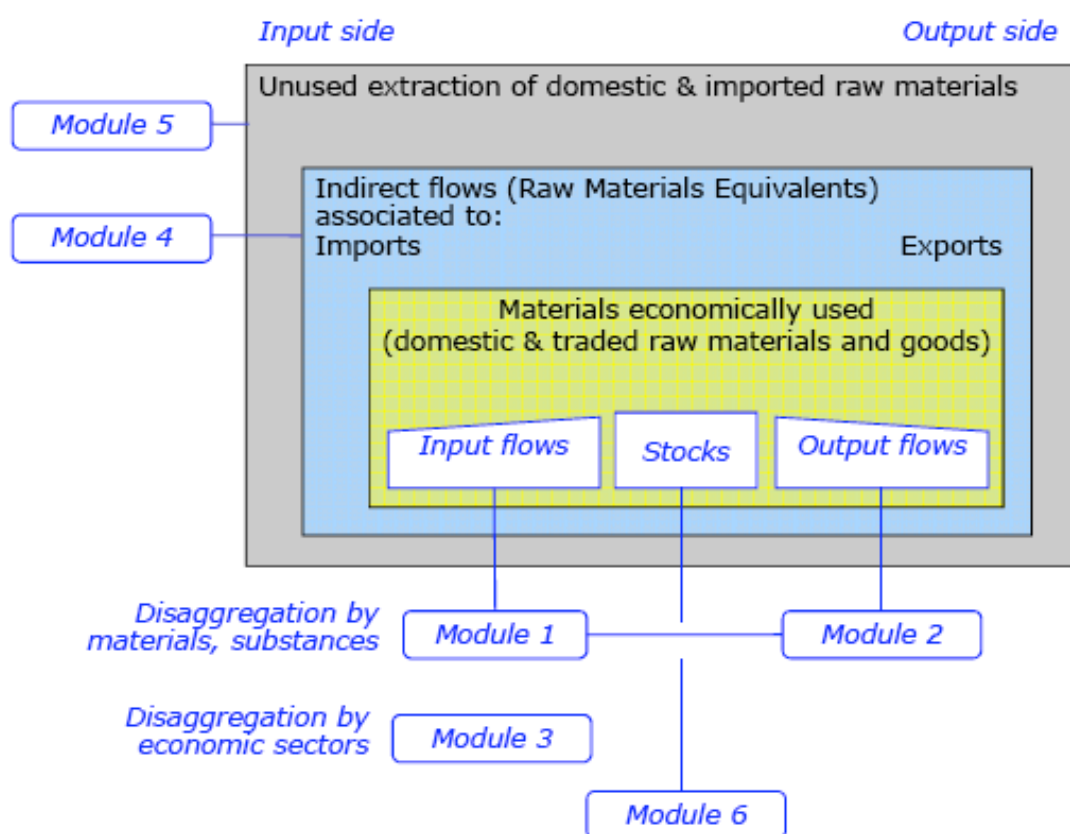 Input side
Output side
Unused extraction of domestic & imported raw materials
Module 5
Indirect flows (Raw Materials Equivalents)
associated to:
Module 4
Imports
Exports
Materials economically used
(domestic & traded raw materials and goods)
Input flows
Stocks
Output flows
Disaggregation by
materials, substances
Module 1
Module 2
Disaggregation by
economic sectors
Module 3
Module 6